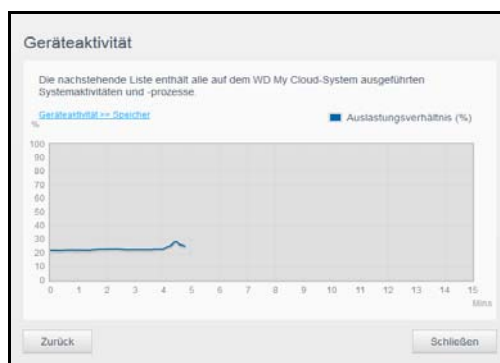 Geräteaktivität
Die nachstehende Liste enthält alle auf dem WD My Cloud-System ausgeführten
Systemaktivitäten und -prozesse
Geräteaktivität >> Speicher
%
Auslastungsverhältnis (%)
100
90
80
70
60
50
40
30
20
10
0
0 1 2 3 4 5 6 7 8 9 10 11 12 13 14 15
Mins
Zurück
Schließen